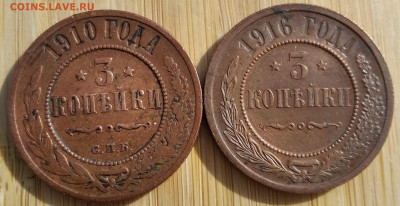 COINS.LAVE.RU
1910 ГОДА
3
КОПѢЙКИ
С.П.Б.
1916 ГОДА
3
КОПѢЙКИ